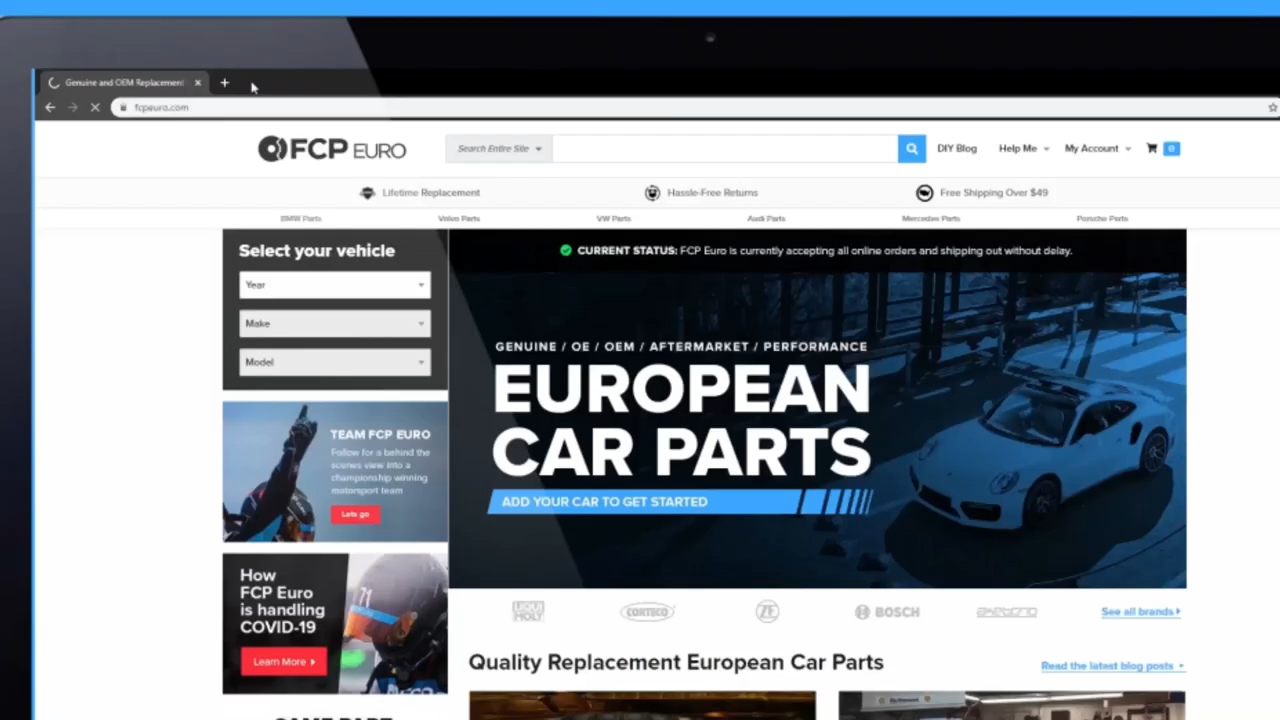 Genuine and OEM Replacement
fcpeuro.com
FCP EURO
Search Entire Site
DIY Blog
Help Me
My Account
0
Lifetime Replacement
Hassle-Free Returns
Free Shipping Over $49
BMW Parts
Volvo Parts
VW Parts
Audi Parts
Mercedes Parts
Porsche Parts
Select your vehicle
Year
Make
Model
CURRENT STATUS: FCP Euro is currently accepting all online orders and shipping out without delay.
GENUINE / OE / OEM / AFTERMARKET / PERFORMANCE
EUROPEAN
CAR PARTS
ADD YOUR CAR TO GET STARTED
TEAM FCP EURO
Follow for a behind the
scenes view into a
championship winning
motorsport team
Lets go
How
FCP Euro
is handling
COVID-19
Learn More
71
LIQUI
MOLY
CORTECO
ZF
BOSCH
See all brands
Quality Replacement European Car Parts
Read the latest blog posts